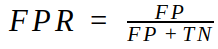 FPR = FP / (FP + TN)